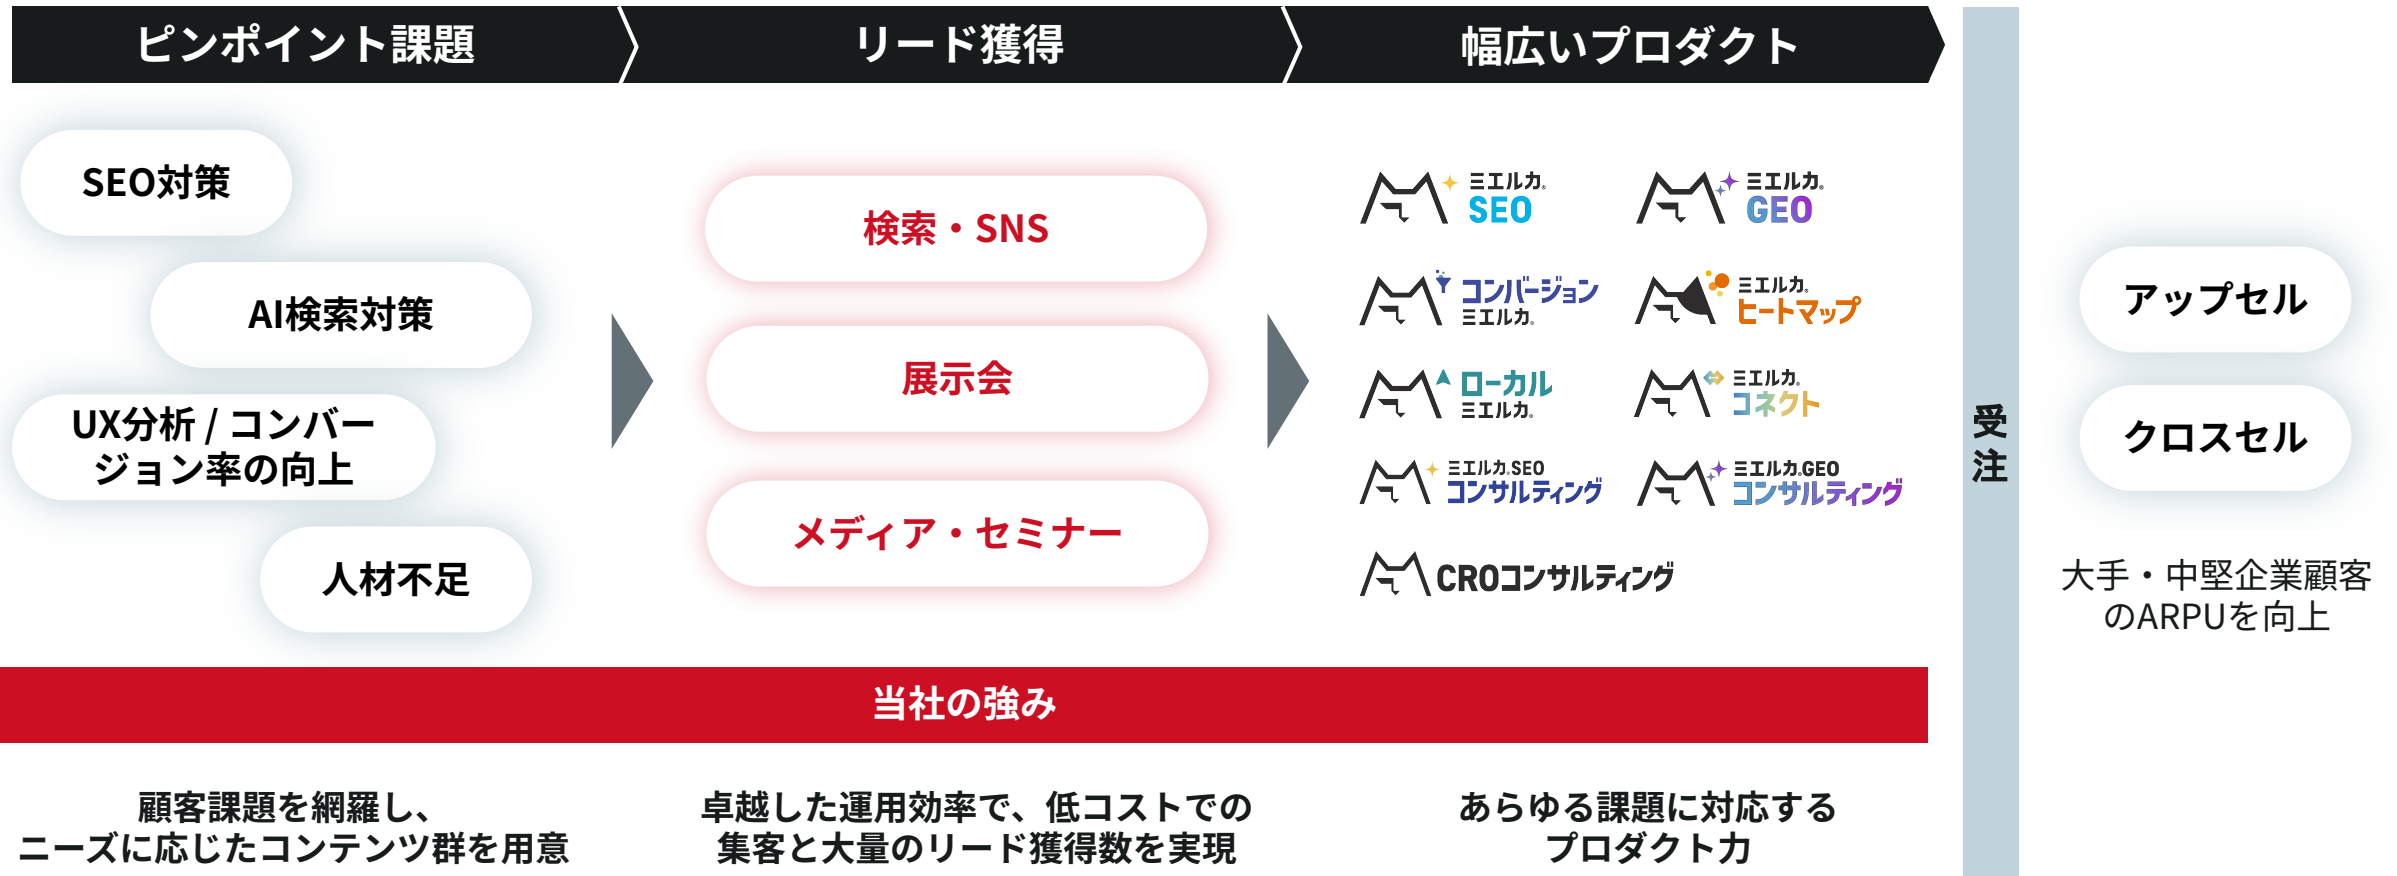 ピンポイント課題
リード獲得
幅広いプロダクト
SEO対策
AI検索対策
UX分析 / コンバー
ジョン率の向上
人材不足
検索・SNS
展示会
メディア・セミナー
ミエルカ®
SEO
ミエルカ®
GEO
コンバージョン
ミエルカ®
ミエルカ®
ヒートマップ
ローカル
ミエルカ®
ミエルカ®
コネクト
ミエルカ®SEO
コンサルティング
ミエルカ®GEO
コンサルティング
CROコンサルティング
受注
アップセル
クロスセル
大手・中堅企業顧客
のARPUを向上
当社の強み
顧客課題を網羅し、
ニーズに応じたコンテンツ群を用意
卓越した運用効率で、低コストでの
集客と大量のリード獲得数を実現
あらゆる課題に対応する
プロダクト力